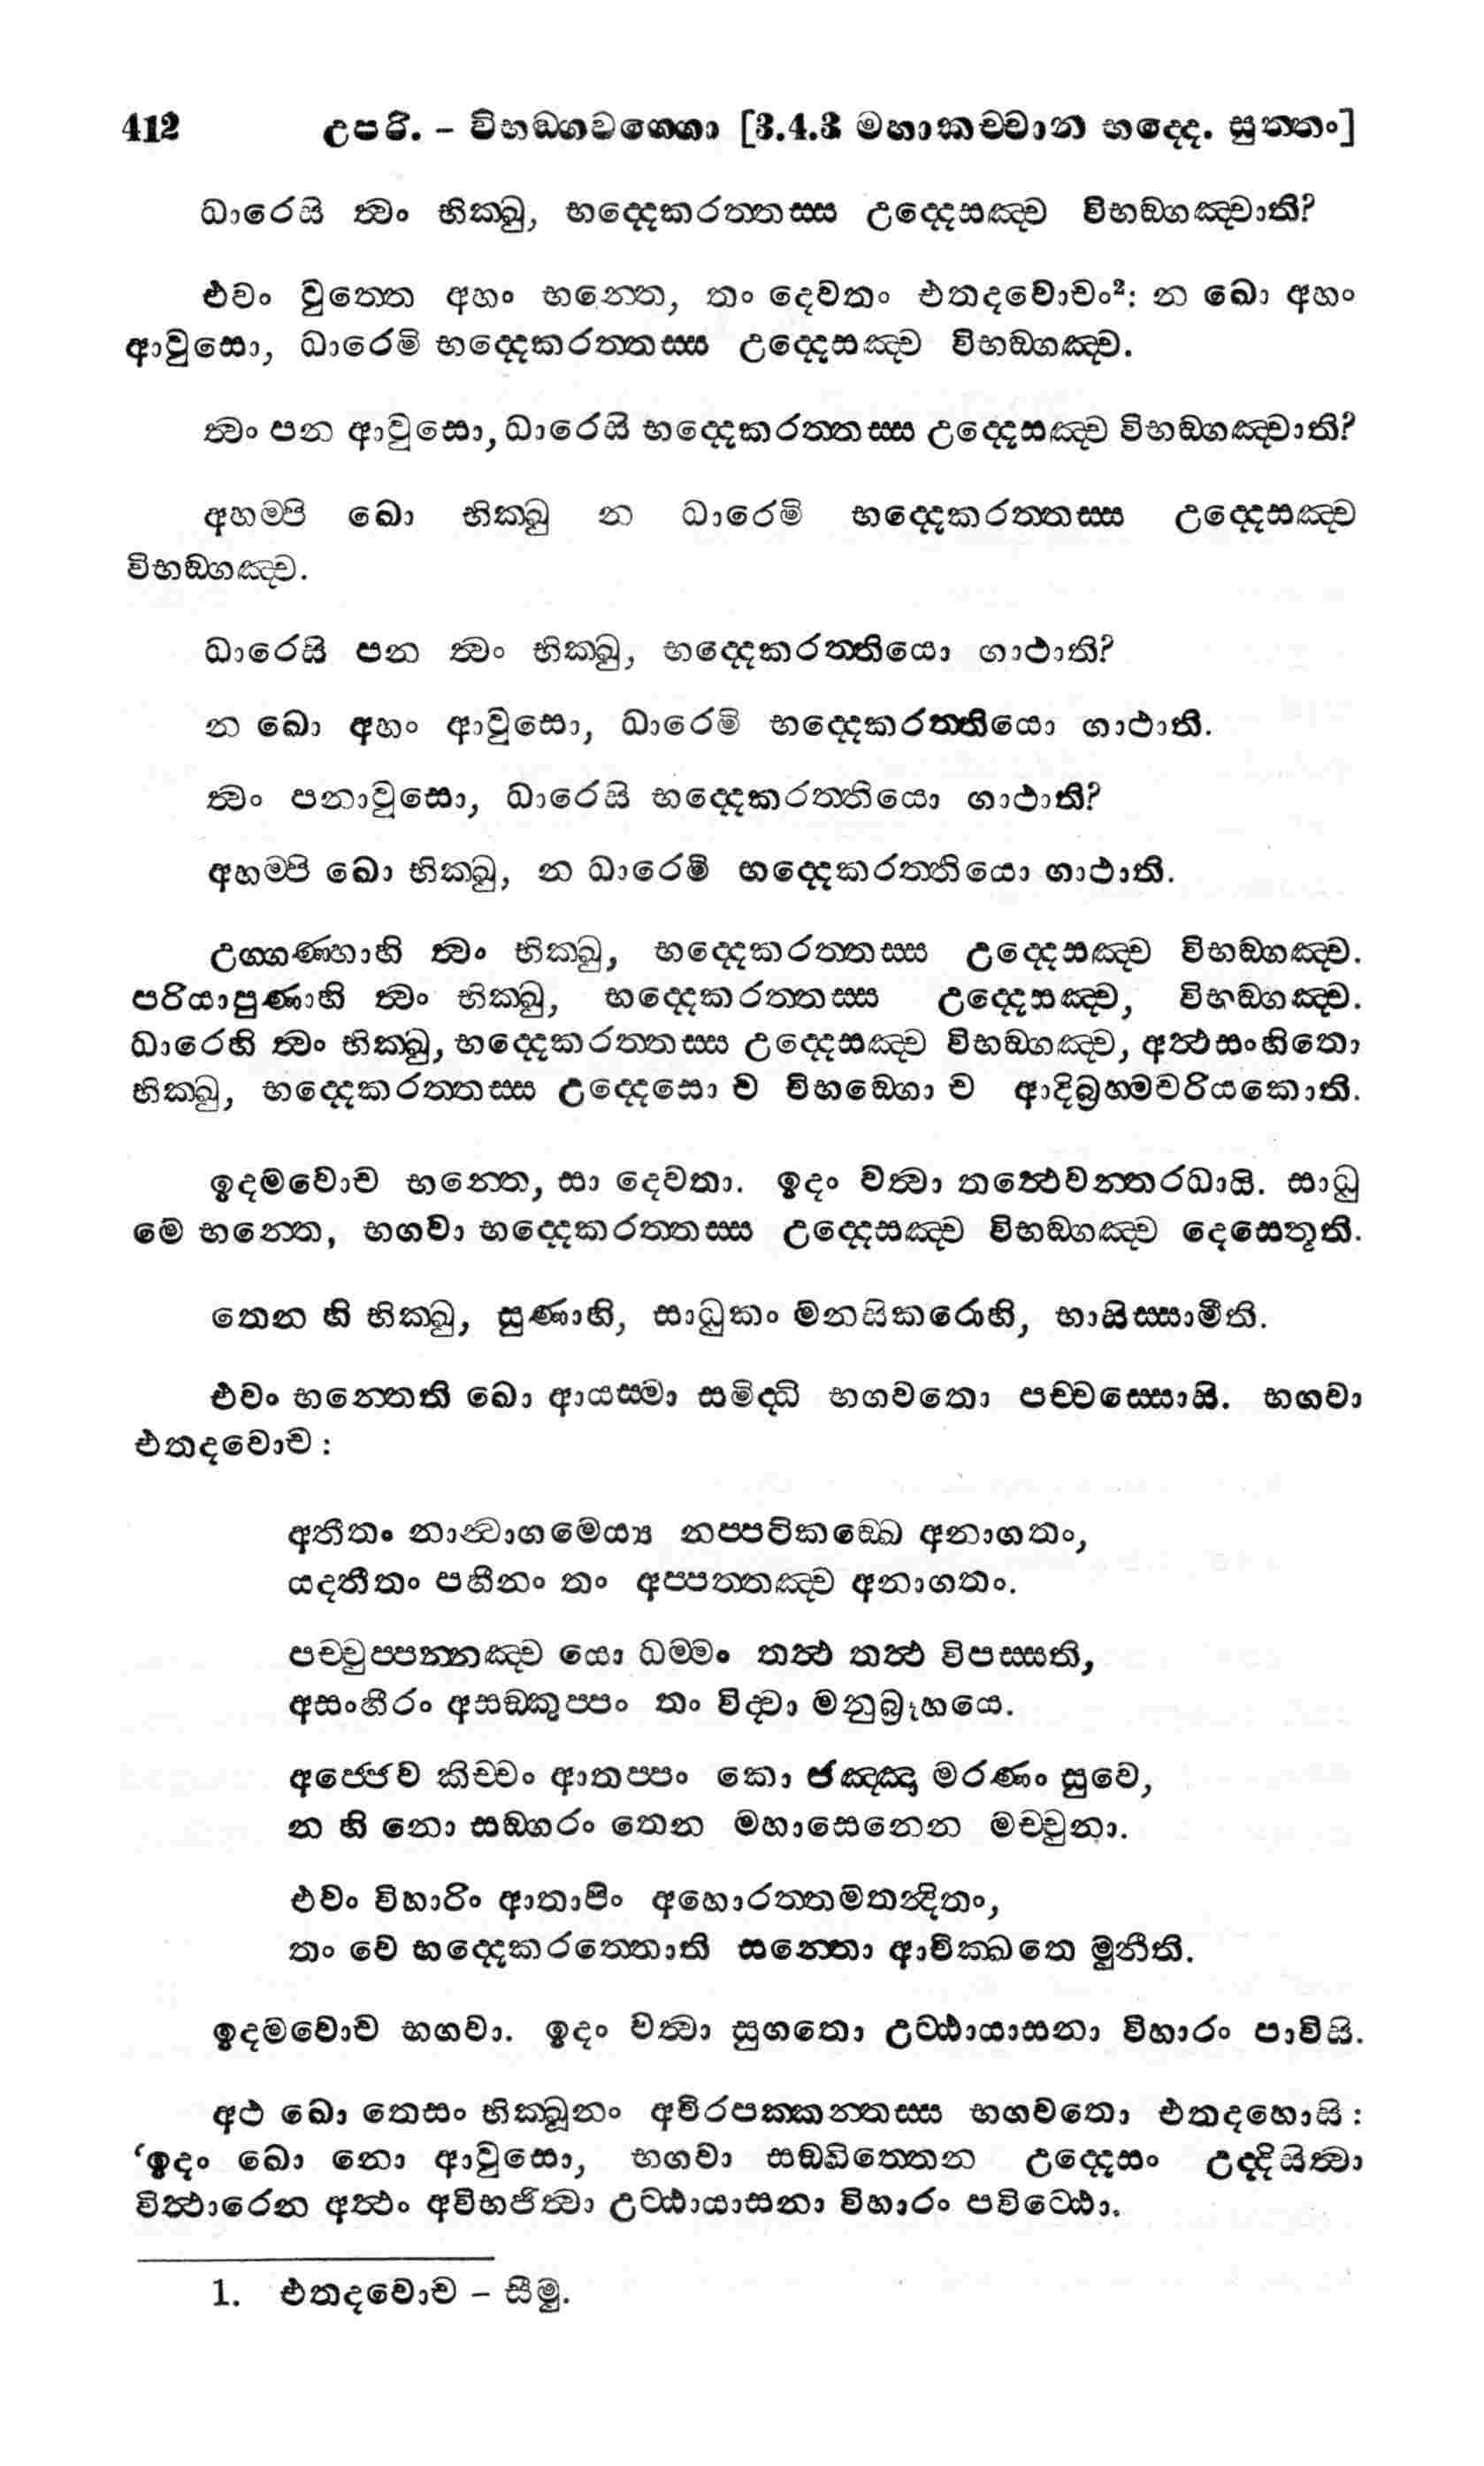 412 උපරි. – විභඞ්ගවග්ගො [3.4.3 මහාකච්චාන භද්දෙ. සුත්තං]
ධාරෙසි ත්වං භික්ඛු, භද්දෙකරත්තස්ස උද්දෙසඤ්ච විභඞ්ගඤ්චාති?
එවං වුත්තෙ අහං භන්තෙ, තං දෙවතං එතදවොචං²: න ඛො අහං
ආවුසො, ධාරෙමි භද්දෙකරත්තස්ස උද්දෙසඤ්ච විභඞ්ගඤ්ච.
ත්වං පන ආවුසො, ධාරෙසි භද්දෙකරත්තස්ස උද්දෙසඤ්ච විභඞ්ගඤ්චාති?
අහම්පි ඛො භික්ඛු න ධාරෙමි භද්දෙකරත්තස්ස උද්දෙසඤ්ච
විභඞ්ගඤ්ච.
ධාරෙසි පන ත්වං භික්ඛු, භද්දෙකරත්තියො ගාථාති?
න ඛො අහං ආවුසො, ධාරෙමි භද්දෙකරත්තියො ගාථාති.
ත්වං පනාවුසො, ධාරෙසි භද්දෙකරත්තියො ගාථාති?
අහම්පි ඛො භික්ඛු, න ධාරෙමි භද්දෙකරත්තියො ගාථාති.
උග්ගණ්හාහි ත්වං භික්ඛු, භද්දෙකරත්තස්ස උද්දෙසඤ්ච විභඞ්ගඤ්ච.
පරියාපුණාහි ත්වං භික්ඛු, භද්දෙකරත්තස්ස උද්දෙසඤ්ච, විභඞ්ගඤ්ච.
ධාරෙහි ත්වං භික්ඛු, භද්දෙකරත්තස්ස උද්දෙසඤ්ච විභඞ්ගඤ්ච, අත්ථසංහිතො
භික්ඛු, භද්දෙකරත්තස්ස උද්දෙසො ච විභඞ්ගො ච ආදිබ්‍රහ්මචරියකොති.
ඉදමවොච භන්තෙ, සා දෙවතා. ඉදං වත්වා තත්ථෙවන්තරධායි. සාධු
මෙ භන්තෙ, භගවා භද්දෙකරත්තස්ස උද්දෙසඤ්ච විභඞ්ගඤ්ච දෙසෙතූති.
තෙන හි භික්ඛු, සුණාහි, සාධුකං මනසිකරොහි, භාසිස්සාමීති.
එවං භන්තෙති ඛො ආයස්මා සමිද්ධි භගවතො පච්චස්සොසි. භගවා
එතදවොච :
අතීතං නාන්වාගමෙය්‍ය නප්පටිකඞ්ඛෙ අනාගතං,
යදතීතං පහීනං තං අප්පත්තඤ්ච අනාගතං.
පච්චුප්පන්නඤ්ච යො ධම්මං තත්ථ තත්ථ විපස්සති,
අසංහීරං අසඞ්කුප්පං තං විද්වා මනුබ්‍රූහයෙ.
අජ්ජෙව කිච්චං ආතප්පං කො ජඤ්ඤා මරණං සුවෙ,
න හි නො සඞ්ගරං තෙන මහාසෙනෙන මච්චුනා.
එවං විහාරිං ආතාපිං අහොරත්තමතන්දිතං,
තං වෙ භද්දෙකරත්තොති සන්තො ආචික්ඛතෙ මුනීති.
ඉදමවොච භගවා. ඉදං වත්වා සුගතො උට්ඨායාසනා විහාරං පාවිසි.
අථ ඛො තෙසං භික්ඛූනං අචිරපක්කන්තස්ස භගවතො එතදහොසි :
‘ඉදං ඛො නො ආවුසො, භගවා සඞ්ඛිත්තෙන උද්දෙසං උද්දිසිත්වා
විත්ථාරෙන අත්ථං අවිභජිත්වා උට්ඨායාසනා විහාරං පවිට්ඨො.
1. එතදවොච – සීමු.